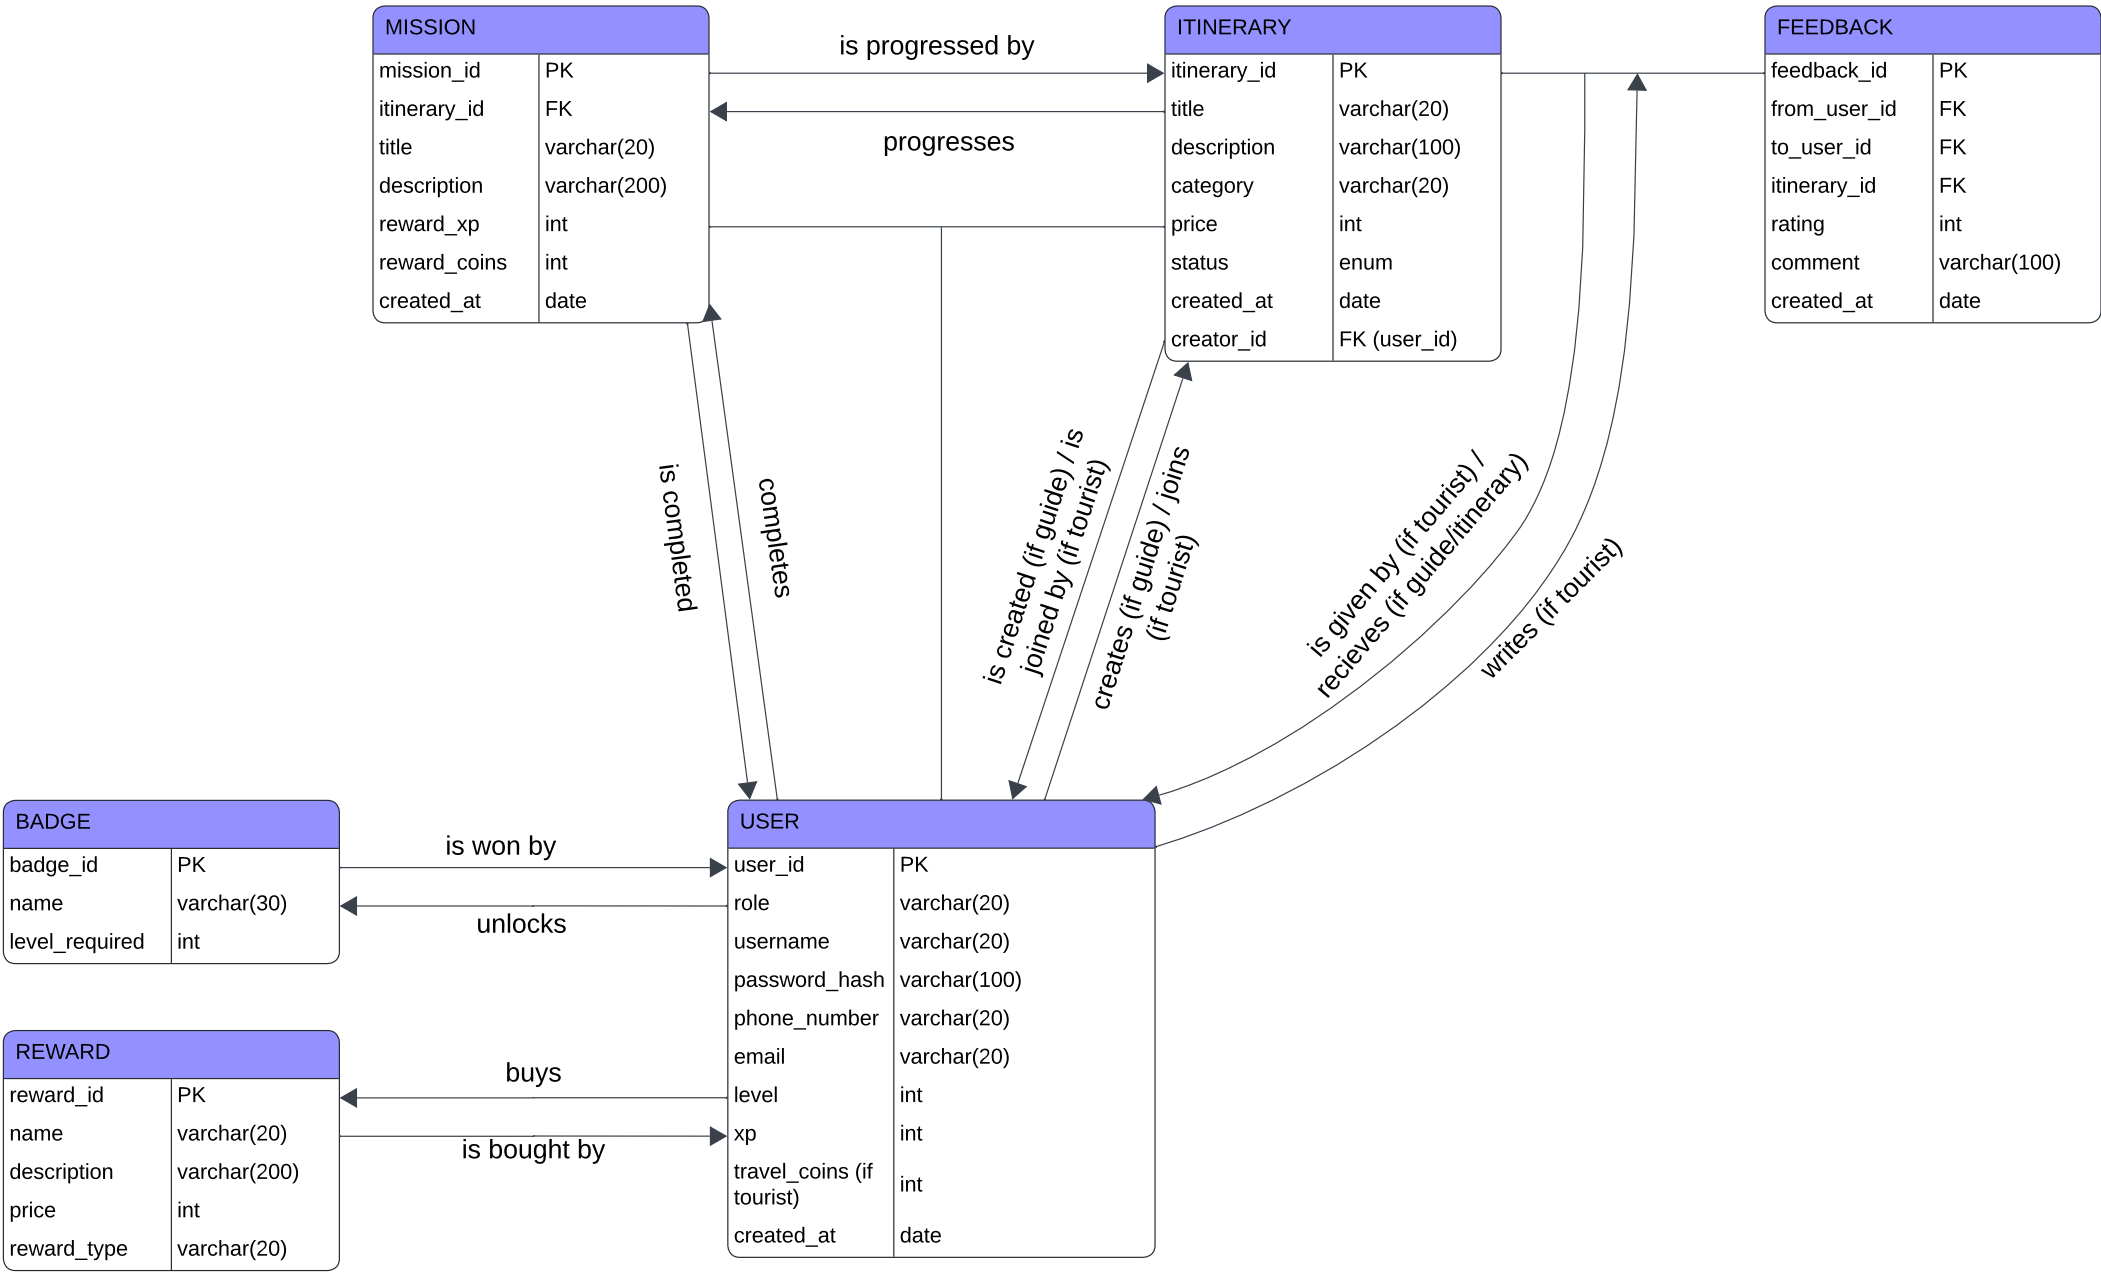 MISSION
mission_id PK
itinerary_id FK
title varchar(20)
description varchar(200)
reward_xp int
reward_coins int
created_at date
is progressed by
progresses
ITINERARY
itinerary_id PK
title varchar(20)
description varchar(100)
category varchar(20)
price int
status enum
created_at date
creator_id FK (user_id)
FEEDBACK
feedback_id PK
from_user_id FK
to_user_id FK
itinerary_id FK
rating int
comment varchar(100)
created_at date
is completed
completes
is created (if guide) / is
joined by (if tourist)
creates (if guide) / joins
(if tourist)
is given by (if tourist) /
recieves (if guide/itinerary)
writes (if tourist)
BADGE
badge_id PK
name varchar(30)
level_required int
is won by
unlocks
USER
user_id PK
role varchar(20)
username varchar(20)
password_hash varchar(100)
phone_number varchar(20)
email varchar(20)
level int
xp int
travel_coins (if
tourist) int
created_at date
REWARD
reward_id PK
name varchar(20)
description varchar(200)
price int
reward_type varchar(20)
buys
is bought by